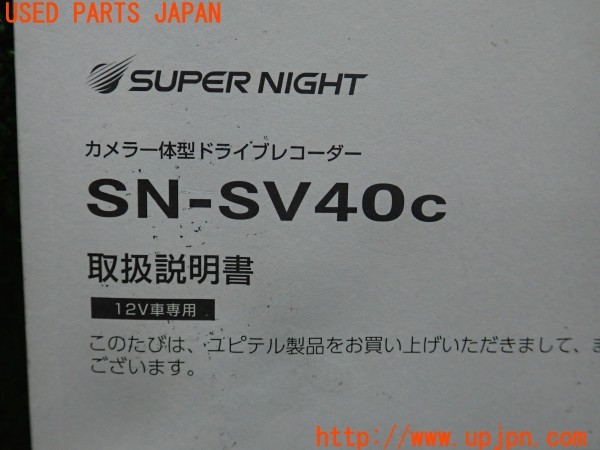 USED PARTS JAPAN
SUPER NIGHT
カメラ一体型ドライブレコーダー
SN-SV40c
取扱説明書
12V車専用
このたびは、ユピテル製品をお買い上げいただきまして、ま
ございます。
http://www.upjpn.com